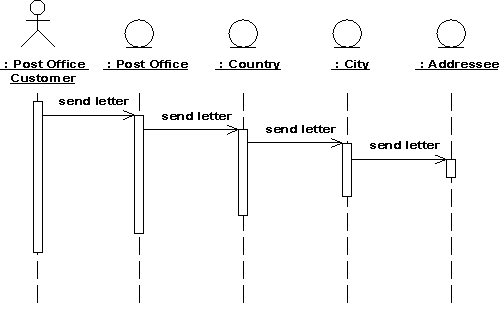 : Post Office
Customer
: Post Office
: Country
: City
: Addressee
send letter
send letter
send letter
send letter